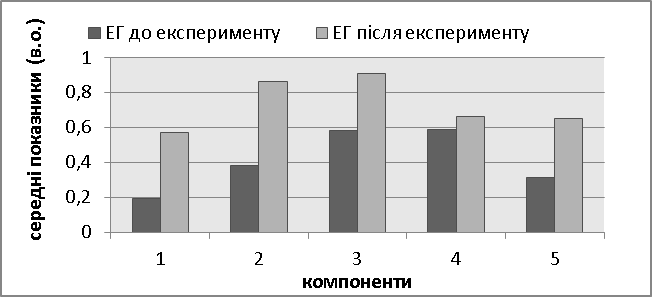 ЕГ до експерименту ЕГ після експерименту
середні показники (в.о.)
1
0,8
0,6
0,4
0,2
0
1 2 3 4 5
компоненти